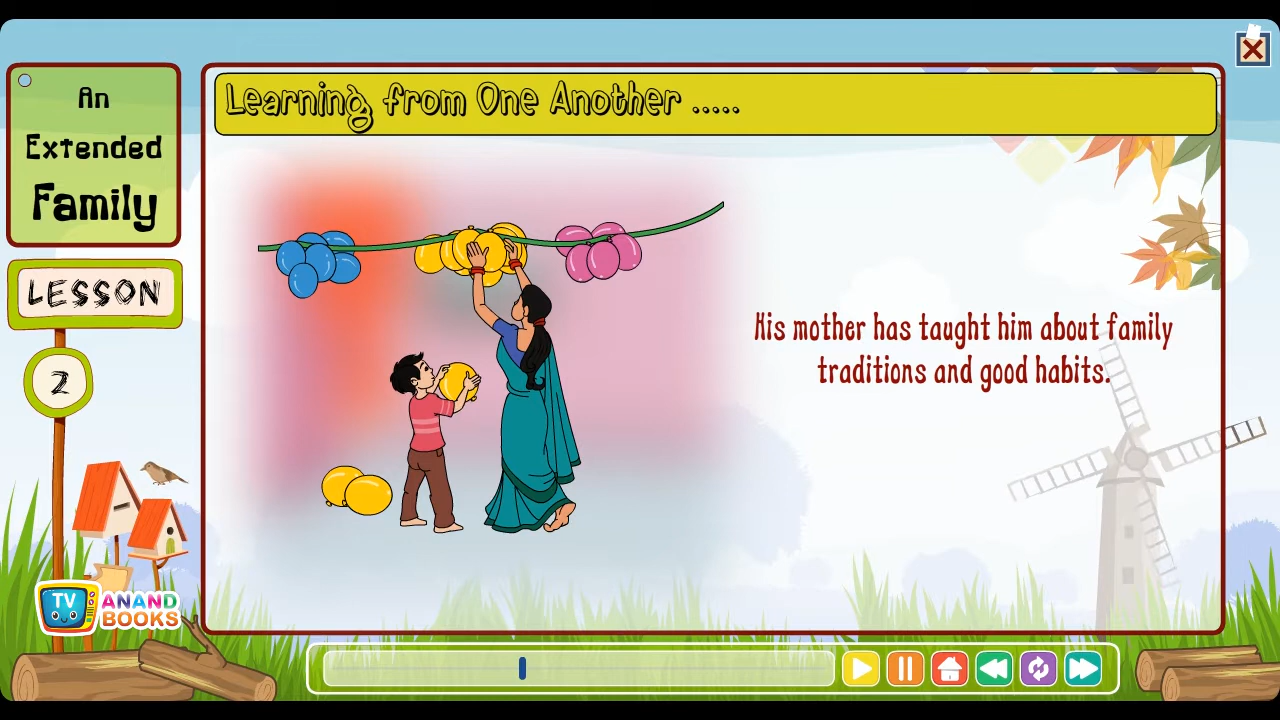 An
Extended
Family
LESSON
2
Learning from One Another .....
His mother has taught him about family
traditions and good habits.
TV
ANAND
BOOKS